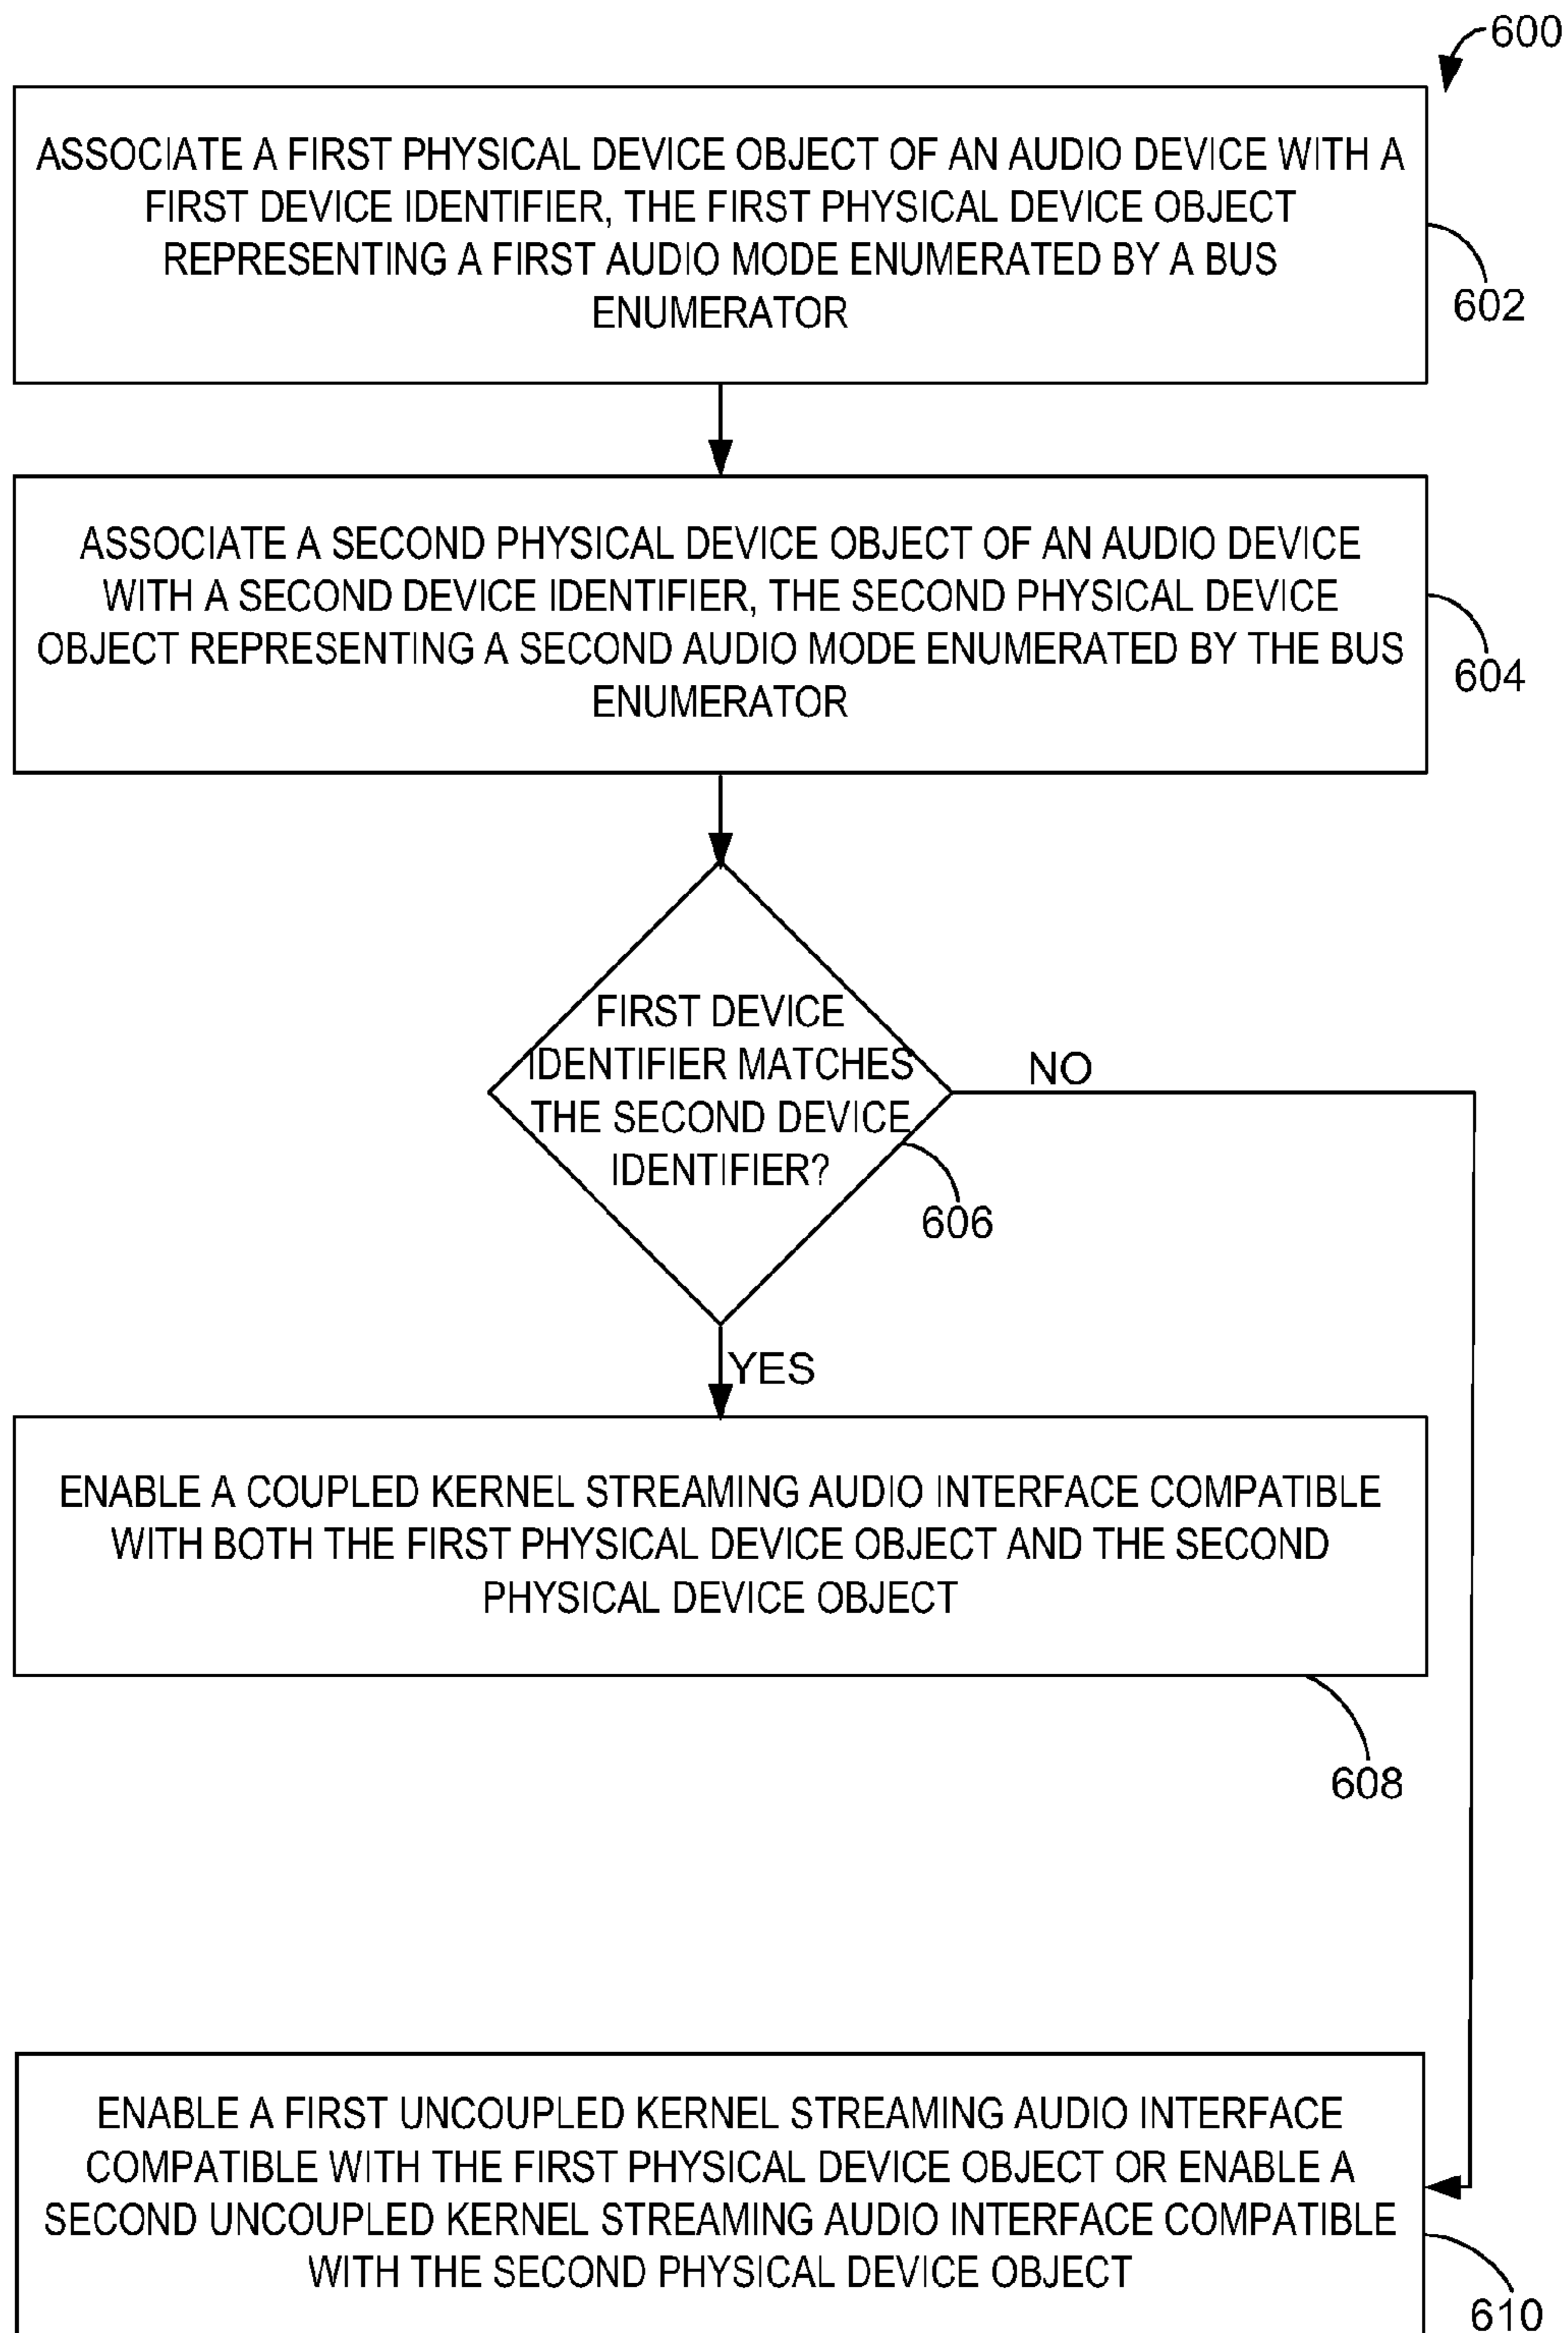 600
ASSOCIATE A FIRST PHYSICAL DEVICE OBJECT OF AN AUDIO DEVICE WITH A
FIRST DEVICE IDENTIFIER, THE FIRST PHYSICAL DEVICE OBJECT
REPRESENTING A FIRST AUDIO MODE ENUMERATED BY A BUS
ENUMERATOR
602
ASSOCIATE A SECOND PHYSICAL DEVICE OBJECT OF AN AUDIO DEVICE
WITH A SECOND DEVICE IDENTIFIER, THE SECOND PHYSICAL DEVICE
OBJECT REPRESENTING A SECOND AUDIO MODE ENUMERATED BY THE BUS
ENUMERATOR
604
FIRST DEVICE
IDENTIFIER MATCHES
THE SECOND DEVICE
IDENTIFIER?
NO
606
YES
ENABLE A COUPLED KERNEL STREAMING AUDIO INTERFACE COMPATIBLE
WITH BOTH THE FIRST PHYSICAL DEVICE OBJECT AND THE SECOND
PHYSICAL DEVICE OBJECT
608
ENABLE A FIRST UNCOUPLED KERNEL STREAMING AUDIO INTERFACE
COMPATIBLE WITH THE FIRST PHYSICAL DEVICE OBJECT OR ENABLE A
SECOND UNCOUPLED KERNEL STREAMING AUDIO INTERFACE COMPATIBLE
WITH THE SECOND PHYSICAL DEVICE OBJECT
610